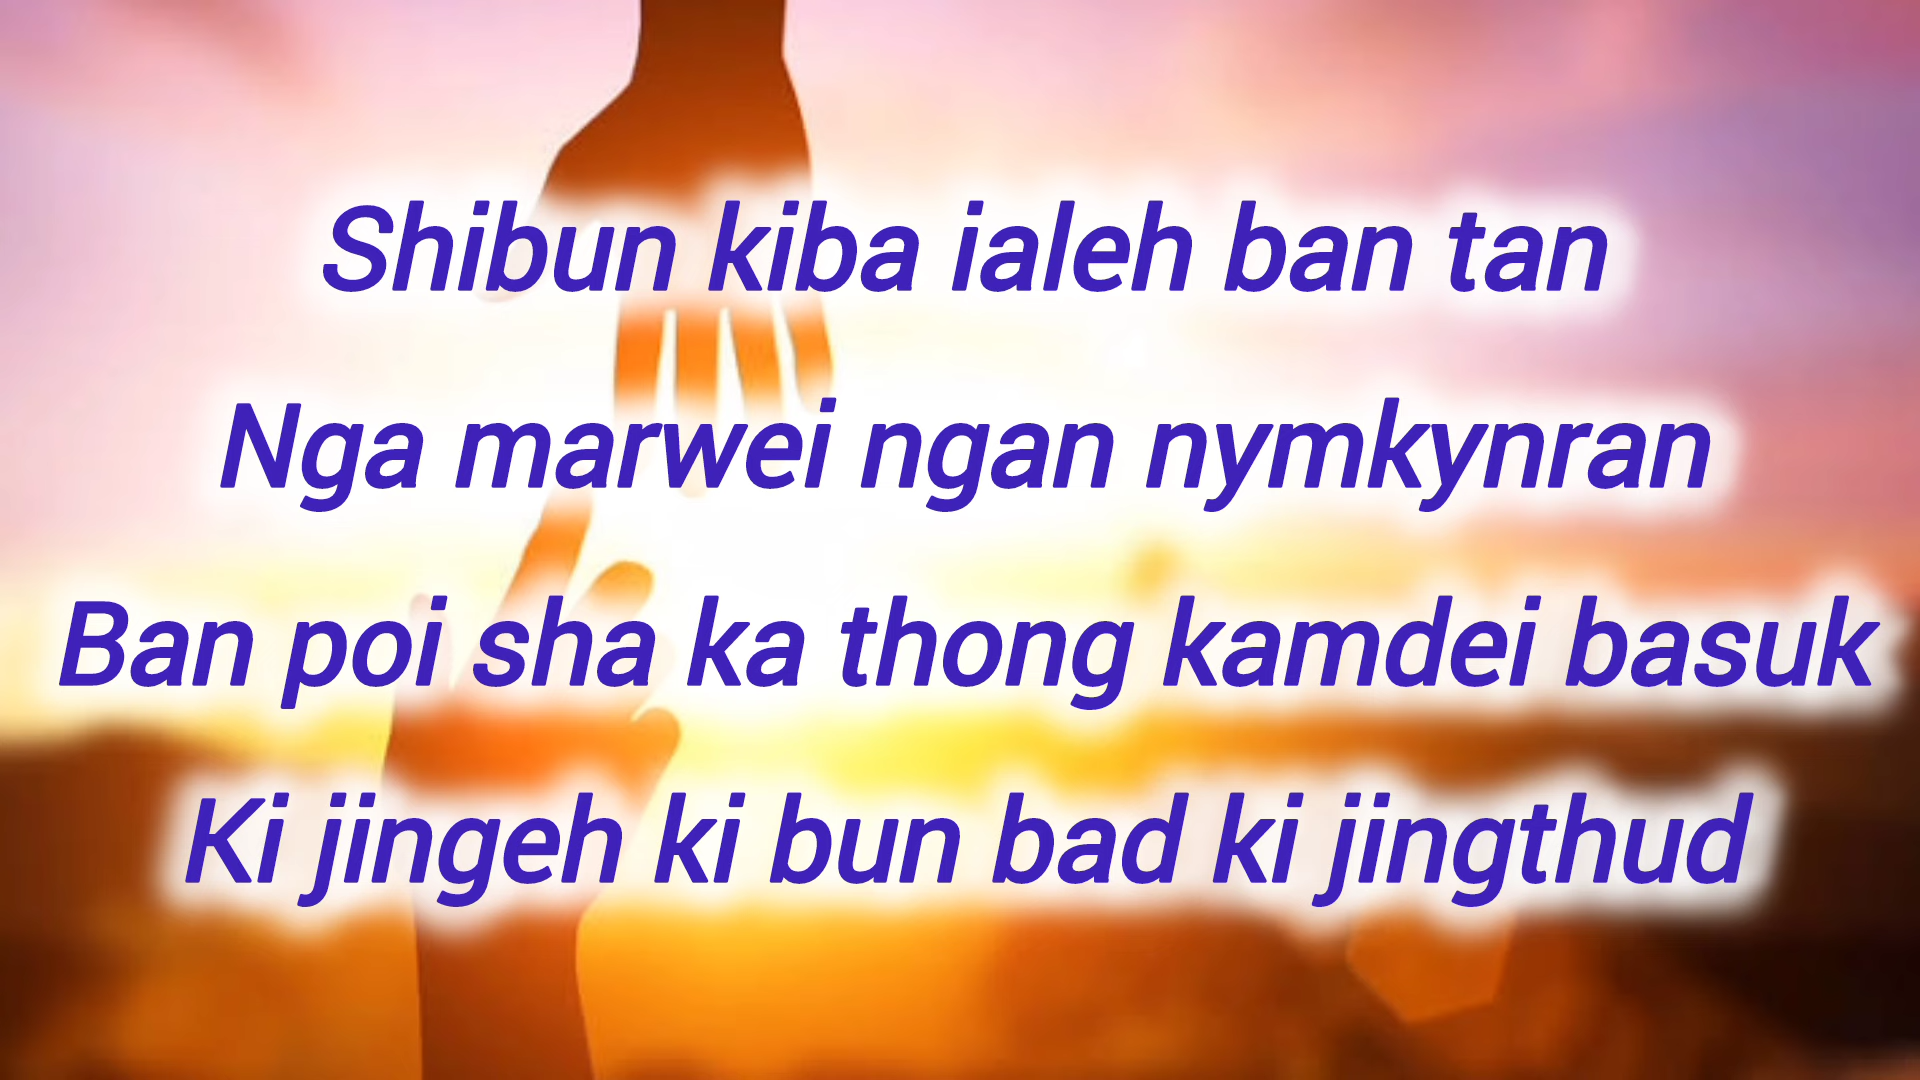 Shibun kiba ialeh ban tan
Nga marwei ngan nymkynran
Ban poi sha ka thong kamdei basuk
Ki jingeh ki bun bad ki jingthud